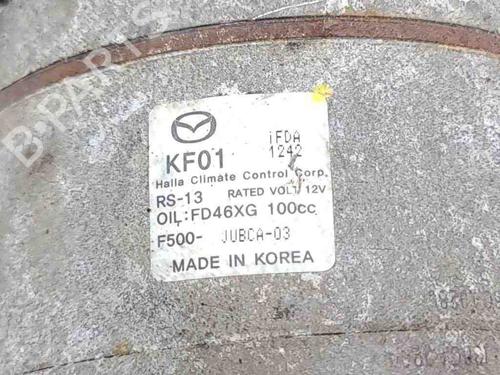 iFDA
KF01 1242
Halla Climate Control Corp.
RS-13 RATED VOLT 12V
OIL:FD46XG 100cc
F500- JUBCA-03
MADE IN KOREA